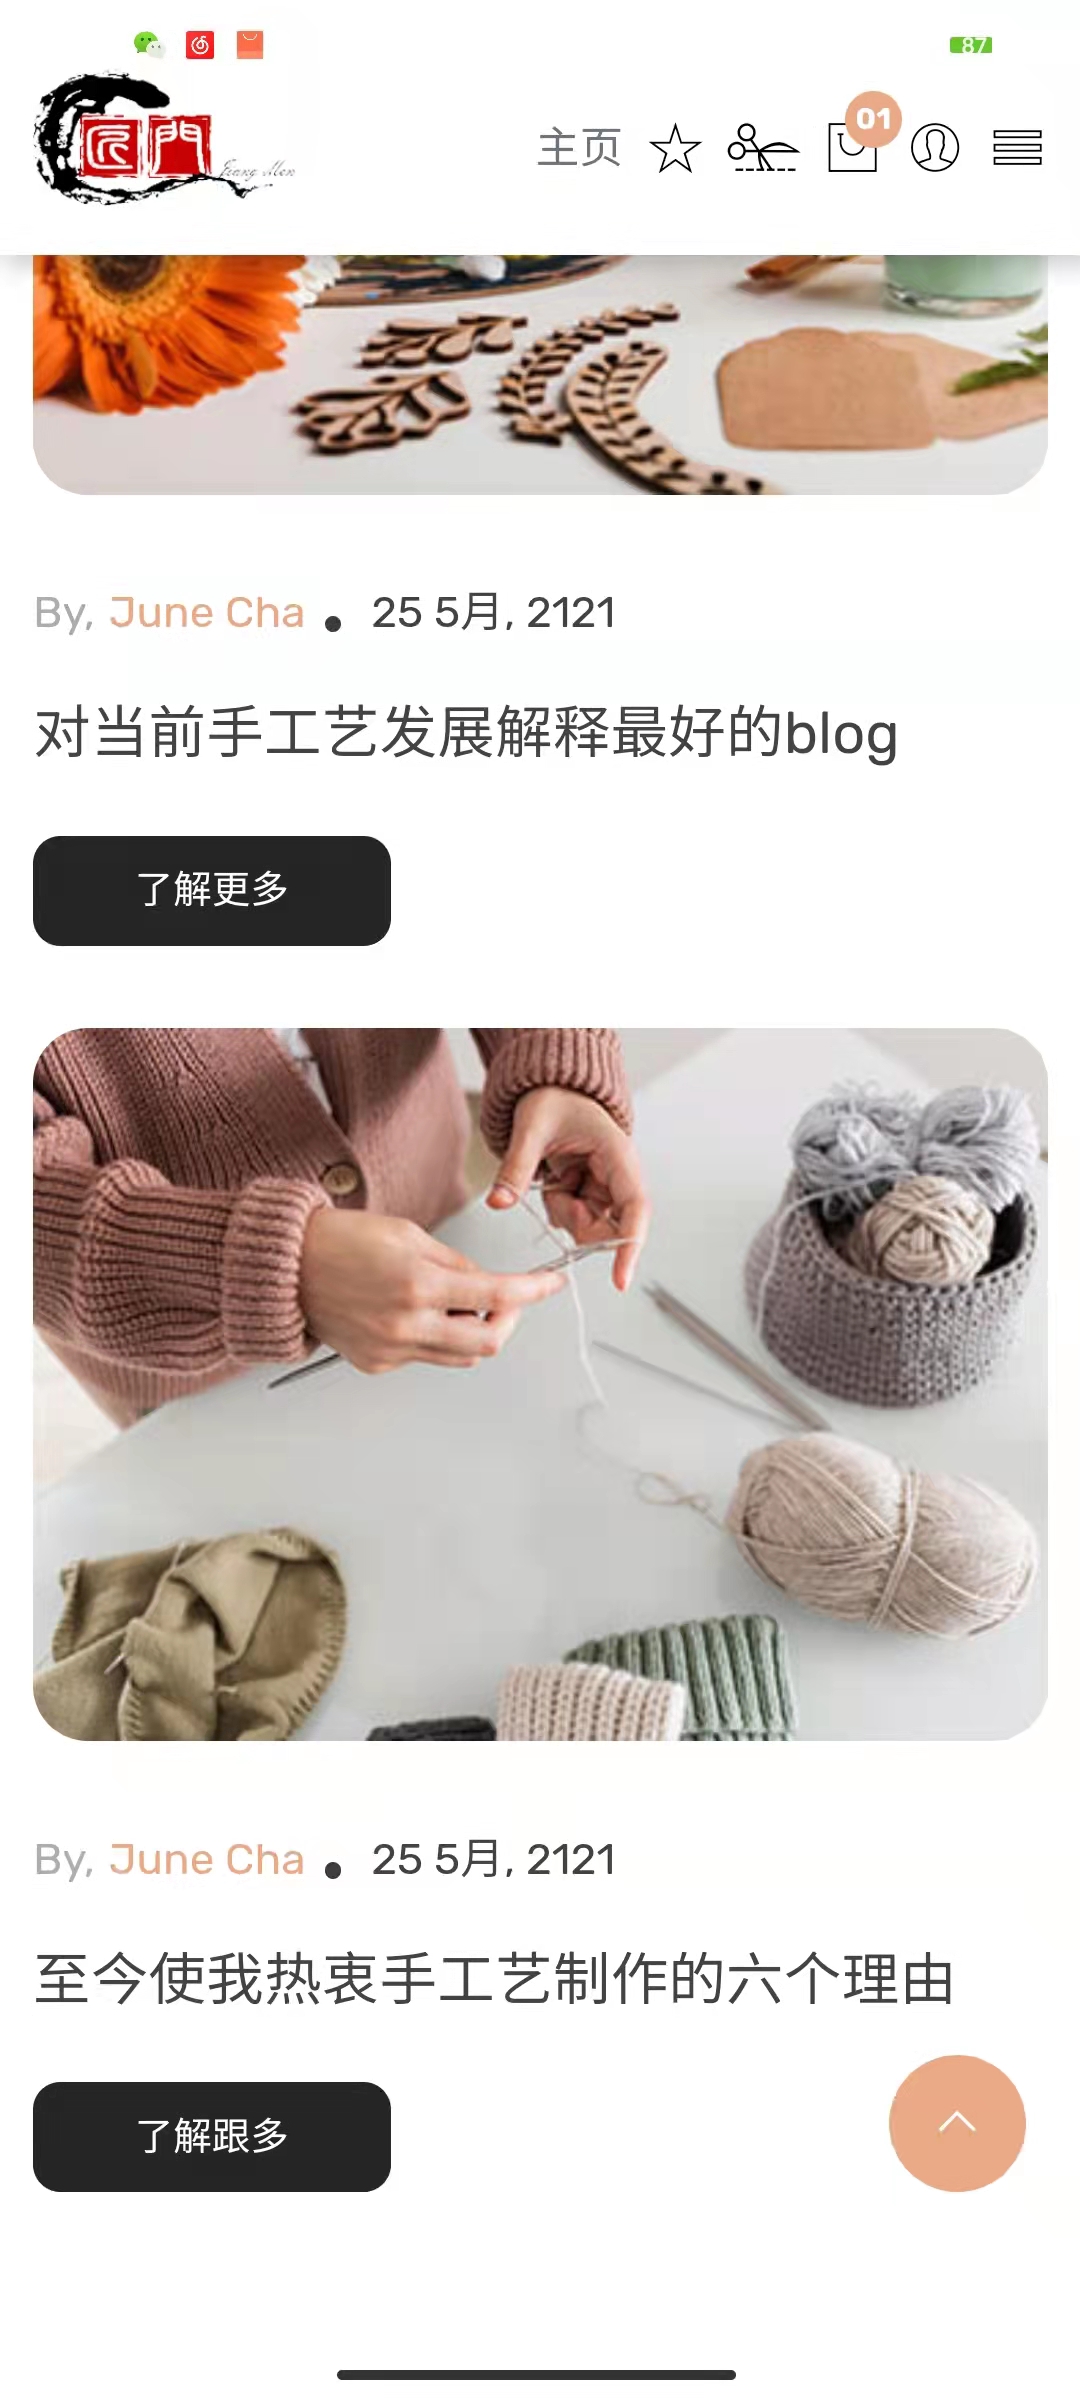 87
匠門
Jiang Men
主页
01
By, June Cha • 25 5月, 2121
对当前手工艺发展解释最好的blog
了解更多
By, June Cha • 25 5月, 2121
至今使我热衷手工艺制作的六个理由
了解跟多